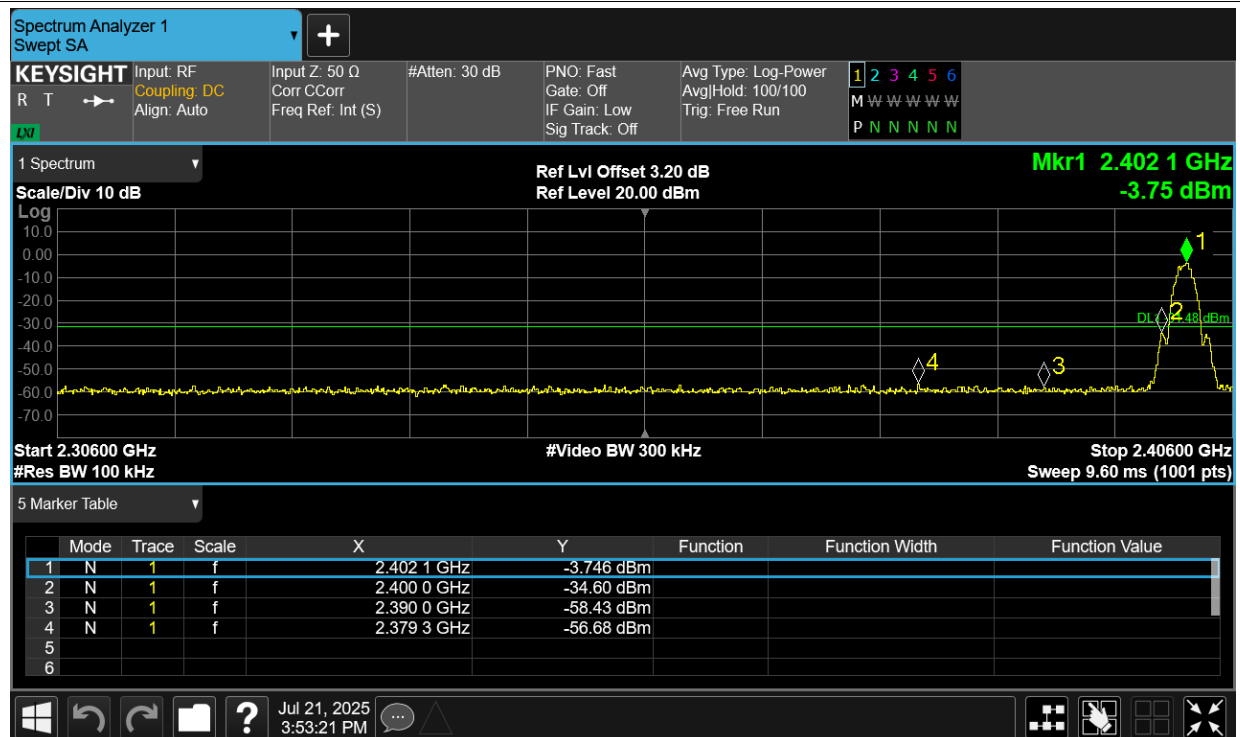 Spectrum Analyzer 1
Swept SA
KEYSIGHT Input: RF Input Z: 50 Ω #Atten: 30 dB PNO: Fast Avg Type: Log-Power 1 2 3 4 5 6
R T Coupling: DC Corr CCorr Gate: Off Avg|Hold: 100/100 M W W W W W W
Align: Auto Freq Ref: Int (S) IF Gain: Low Trig: Free Run P N N N N N N
LXI Sig Track: Off
1 Spectrum Ref Lvl Offset 3.20 dB Mkr1 2.402 1 GHz
Scale/Div 10 dB Ref Level 20.00 dBm -3.75 dBm
Log
10.0
1
0.00
-10.0
-20.0
2
-30.0
-40.0
4
3
-50.0
-60.0
-70.0
Start 2.30600 GHz #Video BW 300 kHz Stop 2.40600 GHz
#Res BW 100 kHz Sweep 9.60 ms (1001 pts)
5 Marker Table
Mode Trace Scale X Y Function Function Width Function Value
1 N 1 f 2.402 1 GHz -3.746 dBm
2 N 1 f 2.400 0 GHz -34.60 dBm
3 N 1 f 2.390 0 GHz -58.43 dBm
4 N 1 f 2.379 3 GHz -56.68 dBm
5
6
? Jul 21, 2025
3:53:21 PM